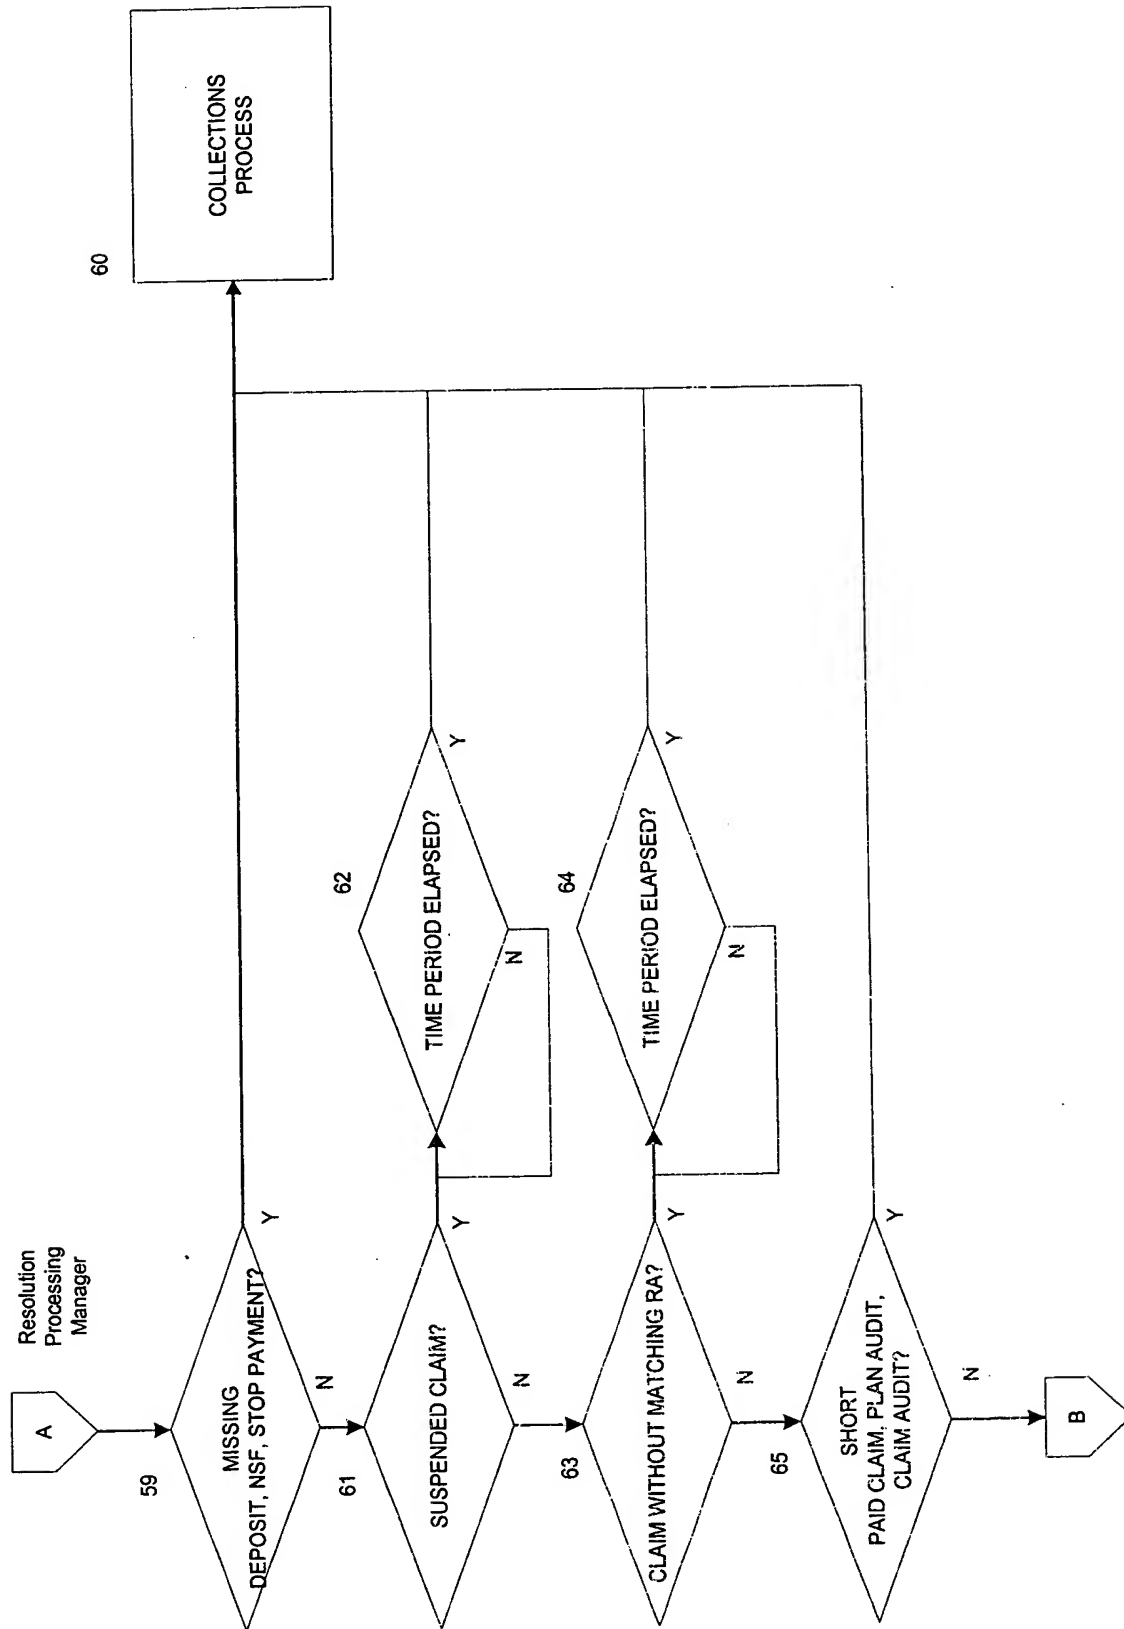 Resolution
Processing
Manager
A
59
MISSING
DEPOSIT, NSF, STOP PAYMENT?
Y
N
60
COLLECTIONS
PROCESS
61
SUSPENDED CLAIM?
Y
N
62
TIME PERIOD ELAPSED?
Y
N
63
CLAIM WITHOUT MATCHING RA?
Y
N
64
TIME PERIOD ELAPSED?
Y
N
65
SHORT
PAID CLAIM, PLAN AUDIT,
CLAIM AUDIT?
Y
N
B